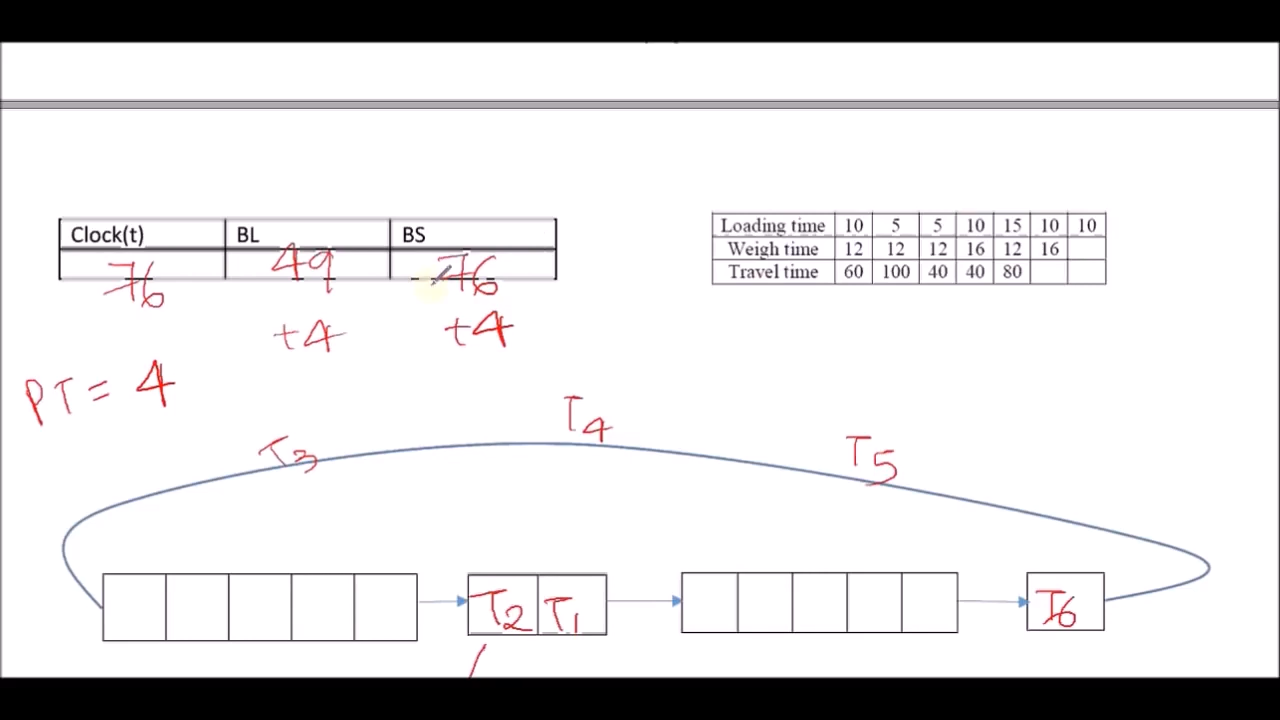 Clock(t) BL BS
76 49 76
+4 +4
PT = 4
Loading time 10 5 5 10 15 10 10
Weigh time 12 12 12 16 12 16
Travel time 60 100 40 40 80
T3 T4 T5
T2 T1 T6